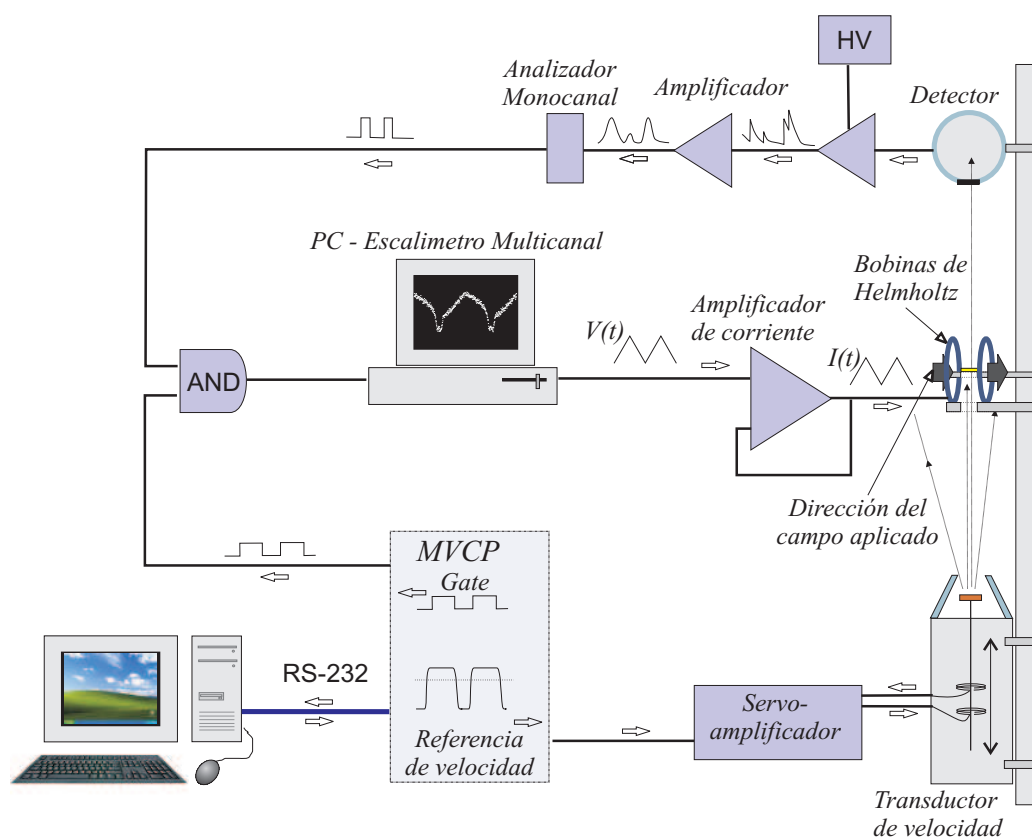 HV
Analizador
Monocanal
Amplificador
Detector
PC - Escalimetro Multicanal
Bobinas de
Helmholtz
Amplificador
de corriente
V(t)
I(t)
AND
Dirección del
campo aplicado
MVCP
Gate
RS-232
Referencia
de velocidad
Servo-
amplificador
Transductor
de velocidad